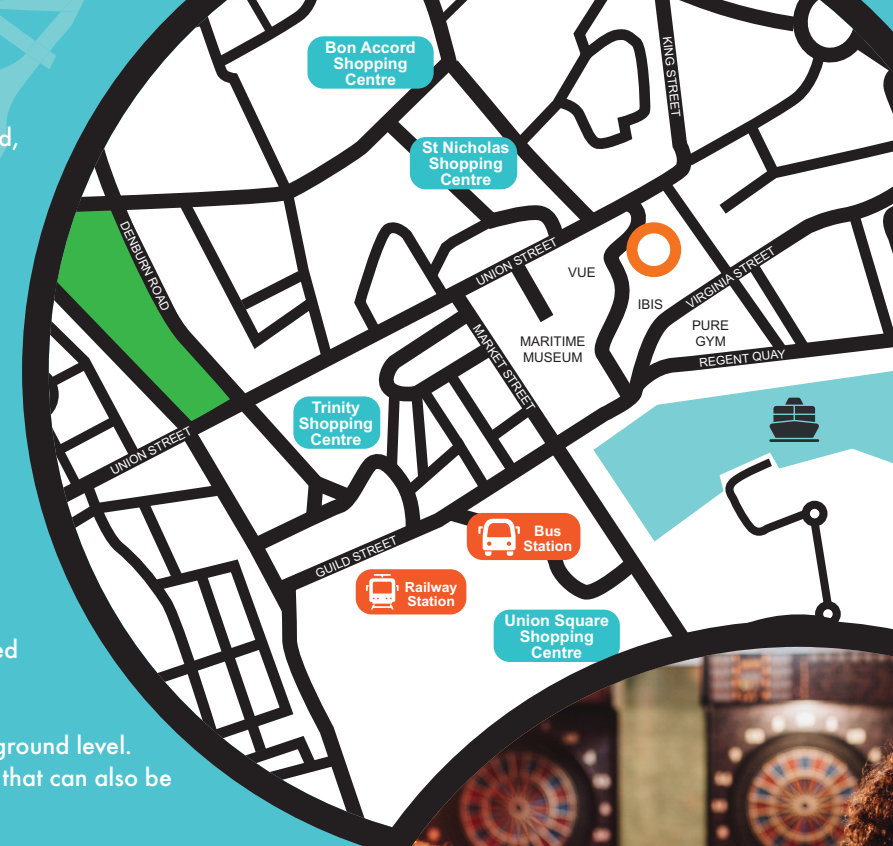 Bon Accord
Shopping
Centre
KING STREET
d,
St Nicholas
Shopping
Centre
DENBURN ROAD
UNION STREET
VUE
VIRGINIA STREET
IBIS
PURE
GYM
MARITIME
MUSEUM
MARKET STREET
REGENT QUAY
Trinity
Shopping
Centre
UNION STREET
Bus
Station
GUILD STREET
Railway
Station
Union Square
Shopping
Centre
ed
ground level.
that can also be